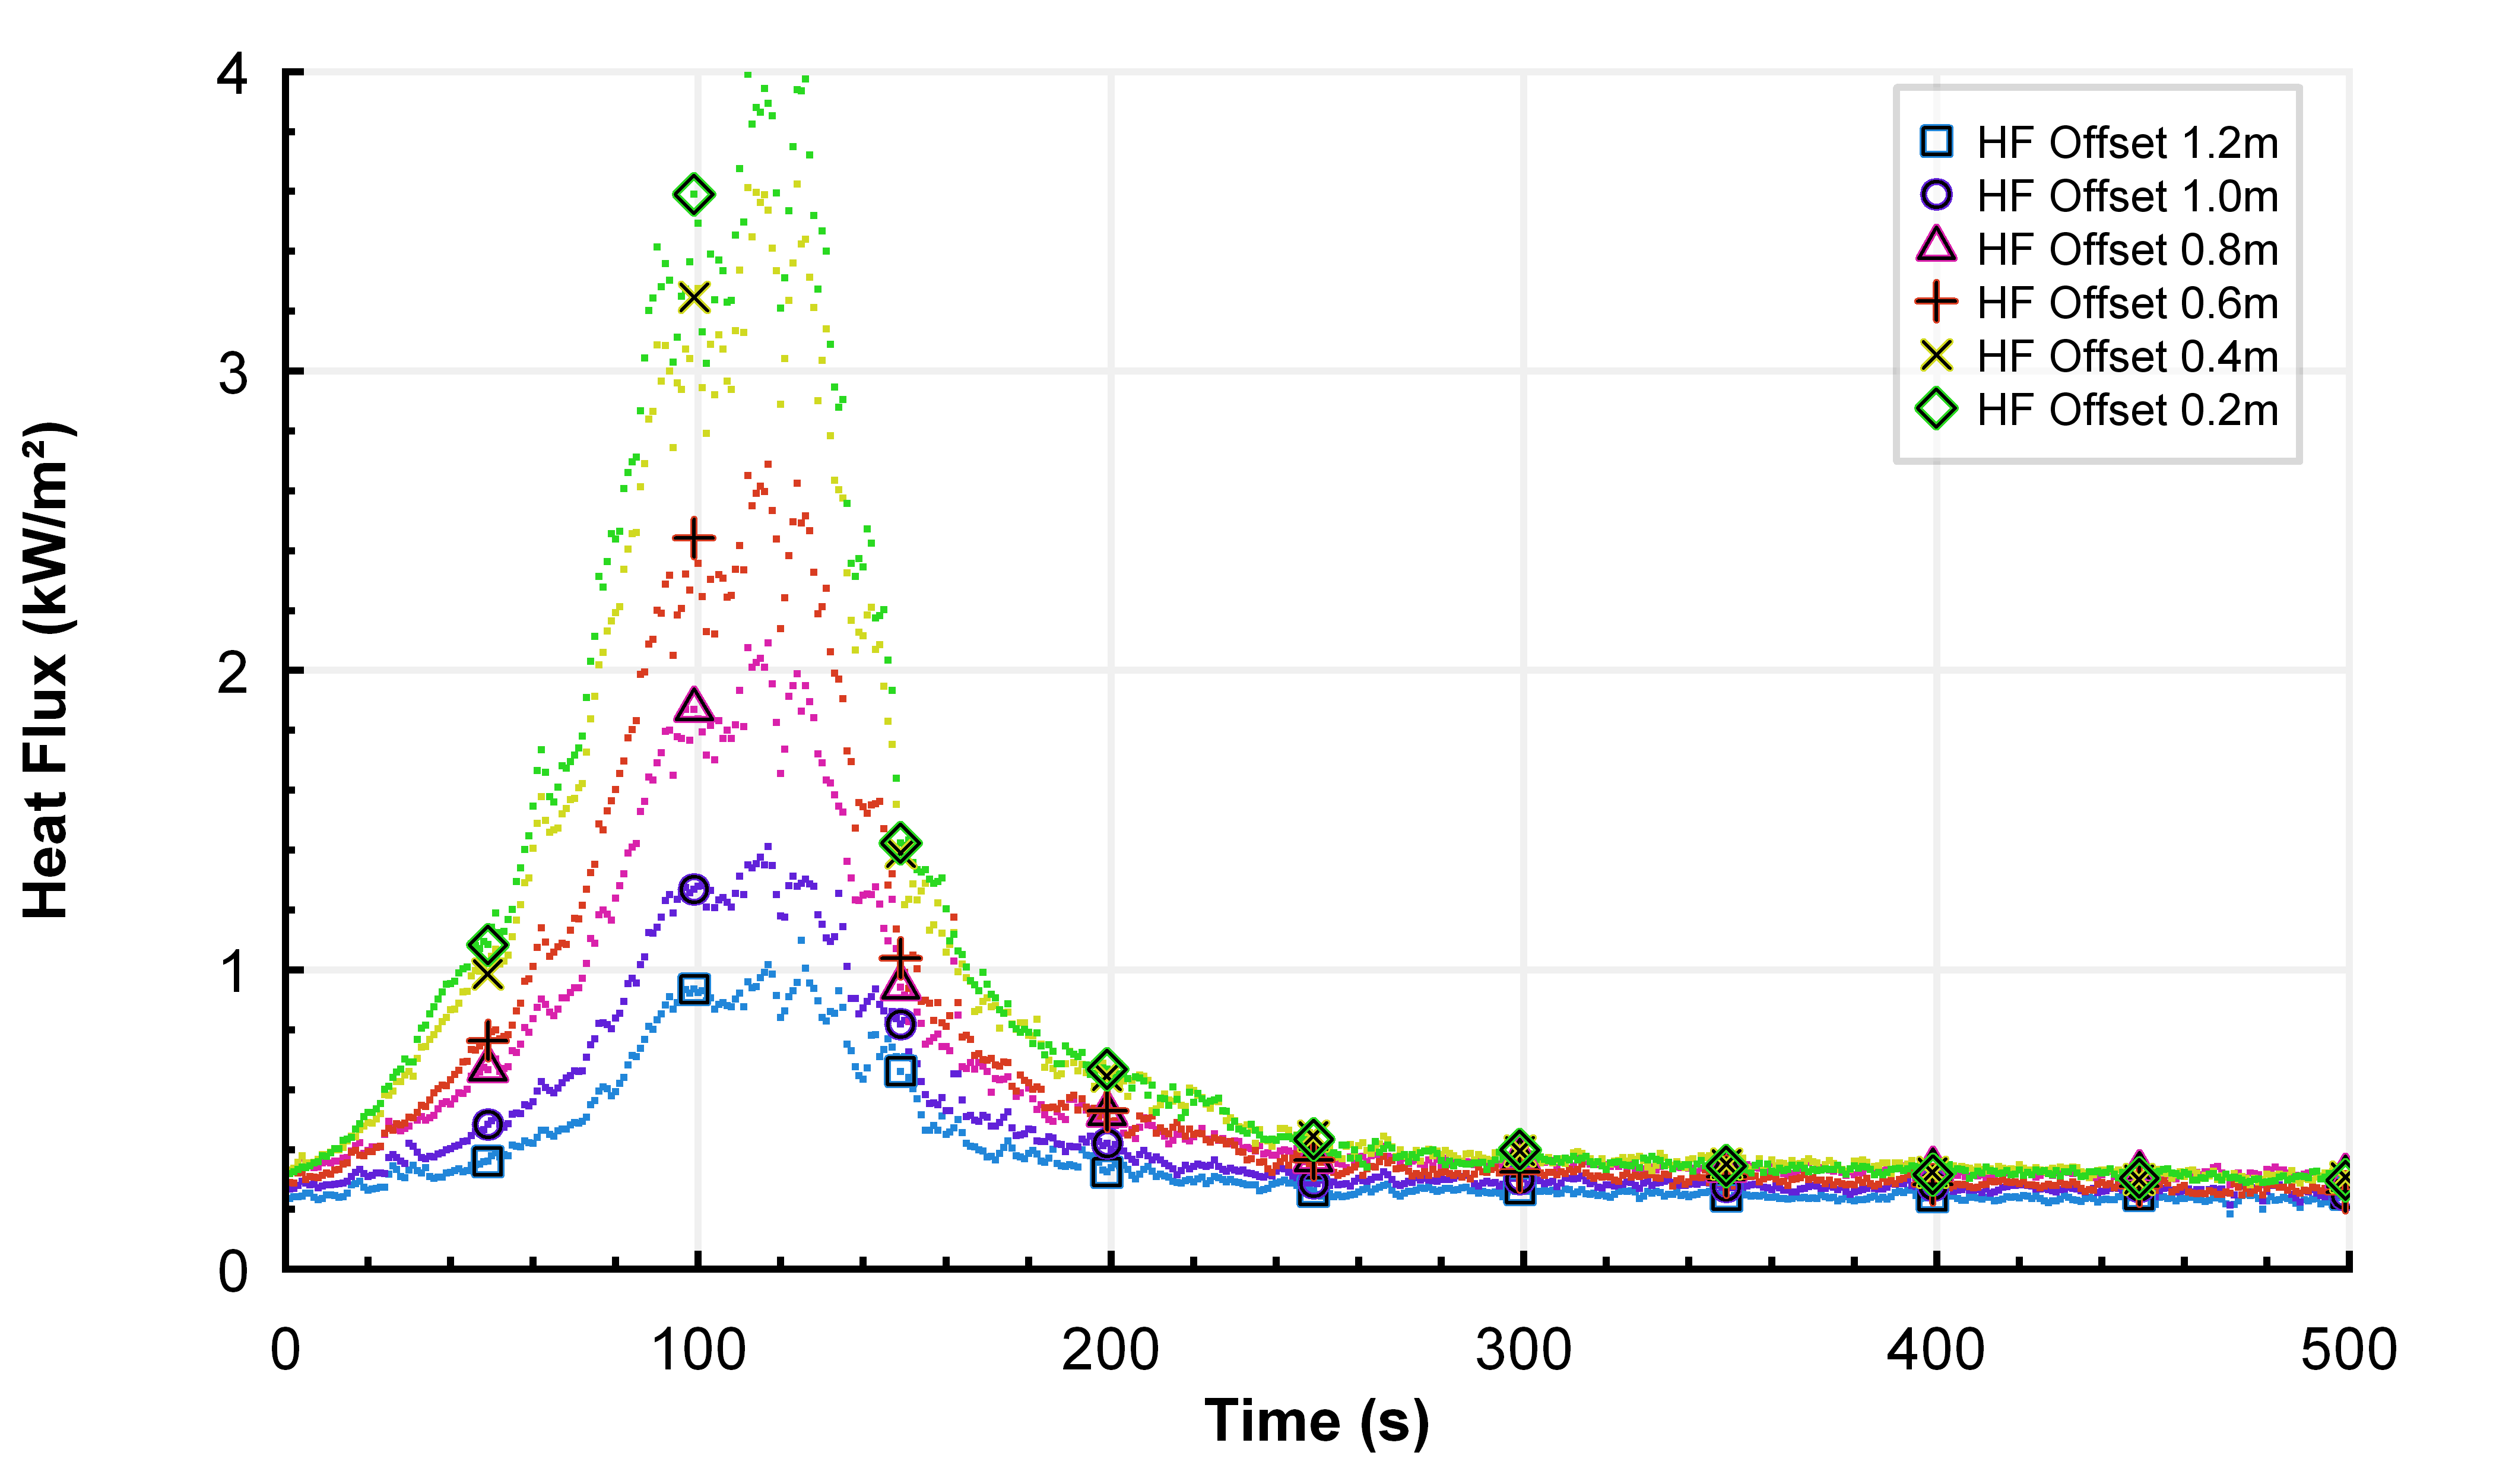 4
3
2
1
0
Heat Flux (kW/m²)
HF Offset 1.2m
HF Offset 1.0m
HF Offset 0.8m
HF Offset 0.6m
HF Offset 0.4m
HF Offset 0.2m
0 100 200 300 400 500
Time (s)